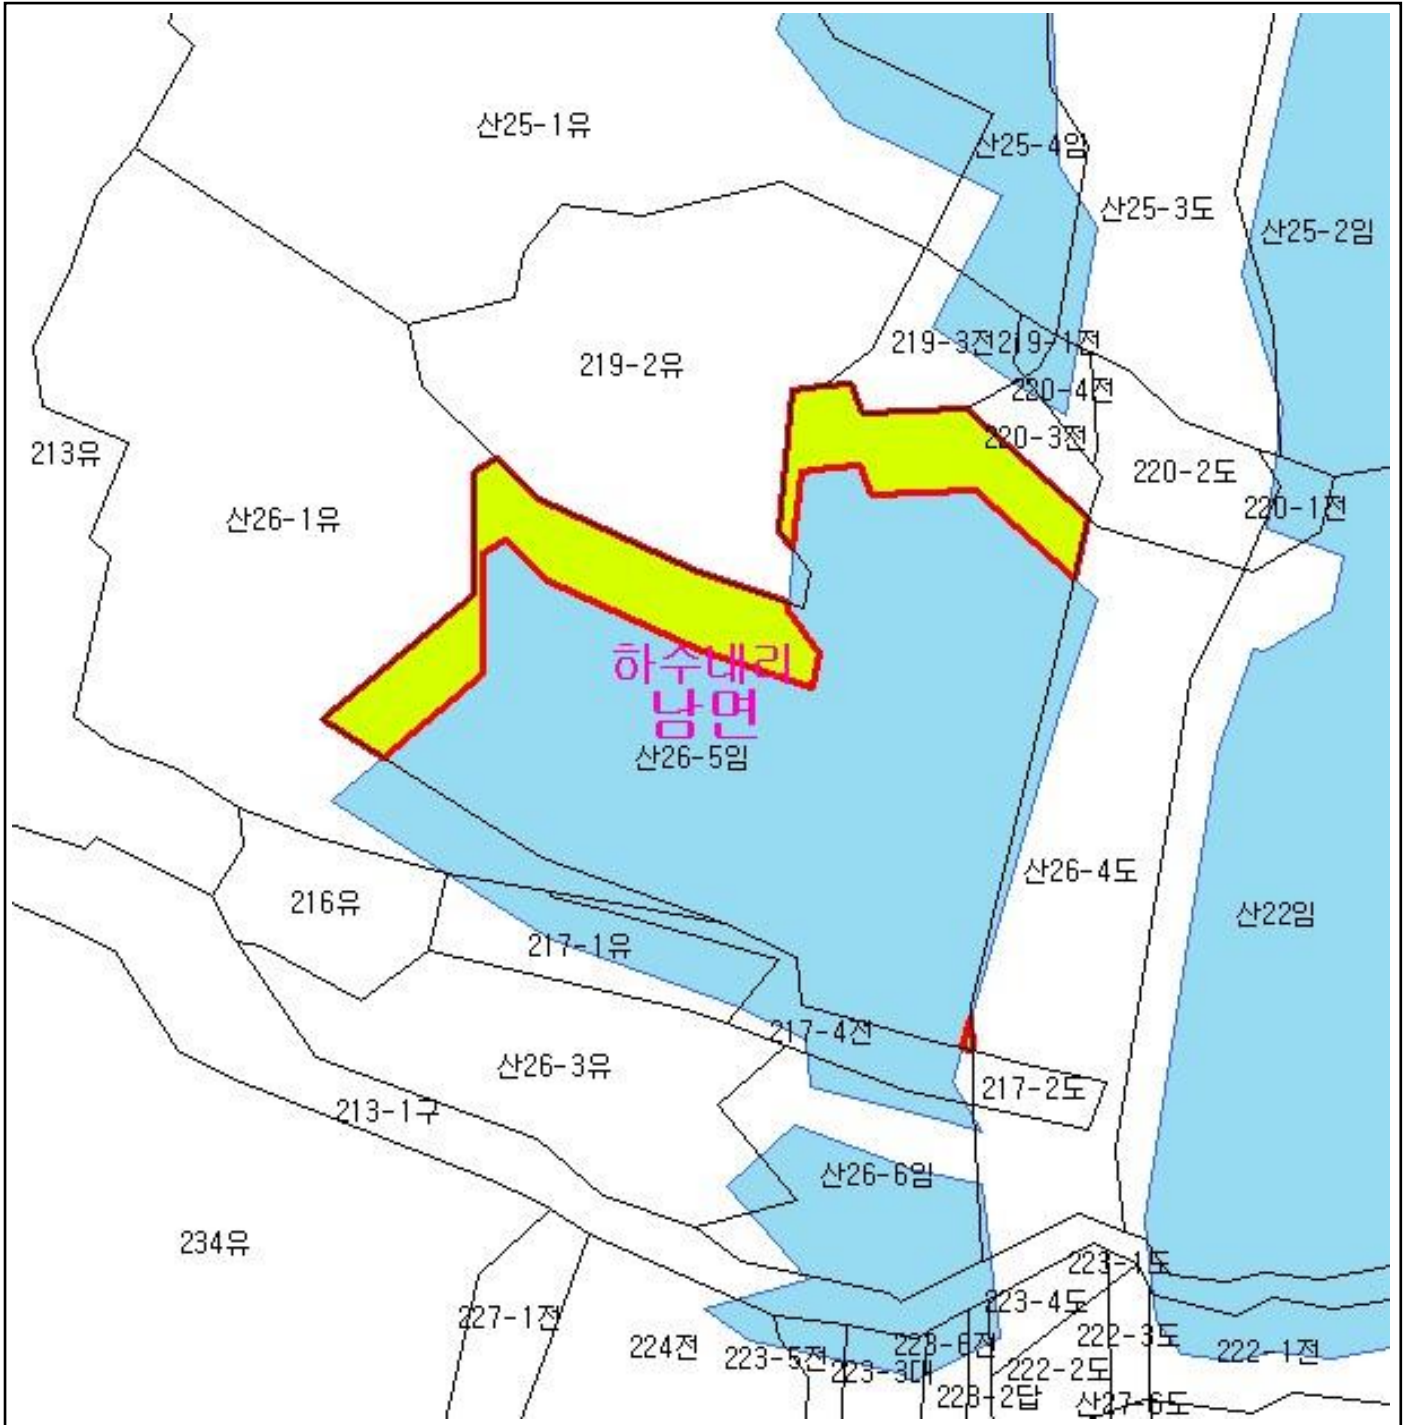 산25-1유
산25-4임
산25-3도
산25-2임
219-3전
219-1전
219-2유
220-4전
220-3전
213유
220-2도
220-1전
산26-1유
하수내리
남면
산26-5임
산26-4도
216유
산22임
217-1유
217-4전
산26-3유
217-2도
213-1구
산26-6임
234유
223-1도
223-4도
227-1전
222-3도
224전
223-5전
223-6전
222-1전
223-3대
222-2도
223-2답
산27-6도